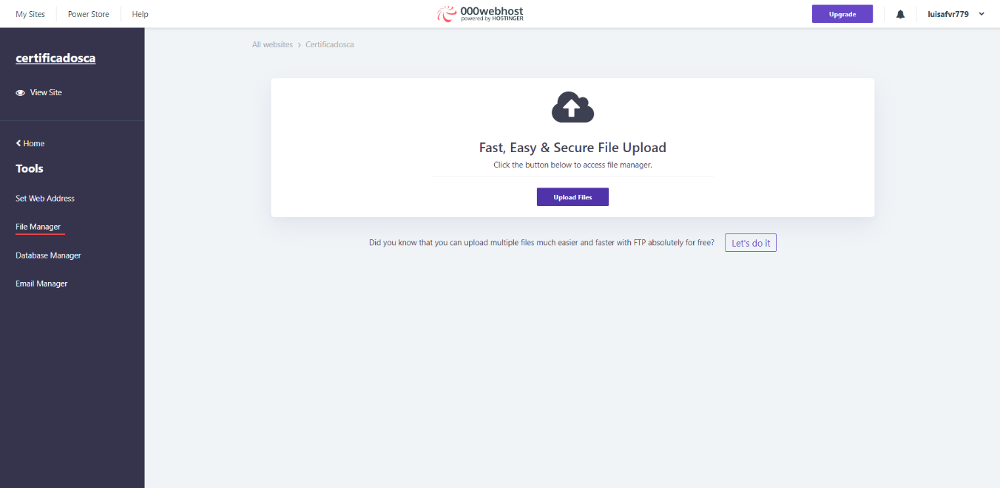 My Sites
Power Store
Help
000webhost
powered by HOSTINGER
Upgrade
luisafvr779
certificadosca
View Site
Home
Tools
Set Web Address
File Manager
Database Manager
Email Manager
All websites › Certificadosca
Fast, Easy & Secure File Upload
Click the button below to access file manager.
Upload Files
Did you know that you can upload multiple files much easier and faster with FTP absolutely for free?
Let's do it